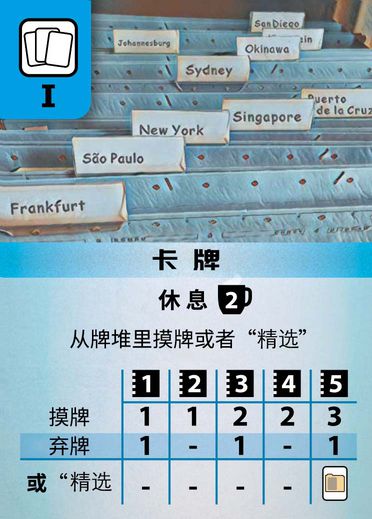 I
San Diego
Johannesburg
Okinawa
Sydney
Puerto
de la Cruz
Singapore
New York
São Paulo
Frankfurt
卡牌
休息 2
从牌堆里摸牌或者“精选”
1 2 3 4 5
摸牌 1 1 2 2 3
弃牌 1 - 1 - 1
或“精选 - - - -